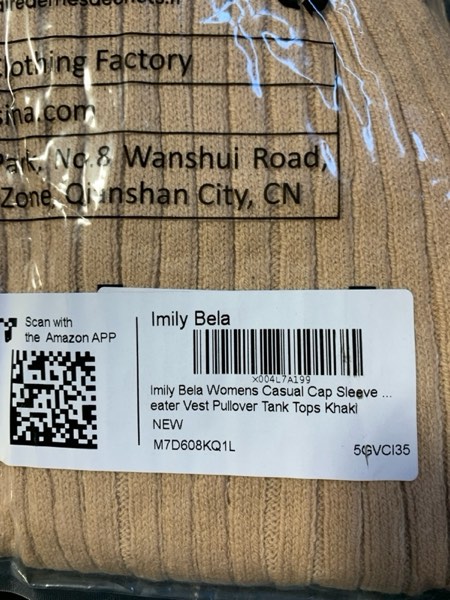 Clothing Factory
sina.com
Park, No.8 Wanshui Road,
Zone, Qianshan City, CN
Scan with
the Amazon APP
Imily Bela
X004L7A199
Imily Bela Womens Casual Cap Sleeve ...
eater Vest Pullover Tank Tops Khaki
NEW
M7D608KQ1L
5GVCI35